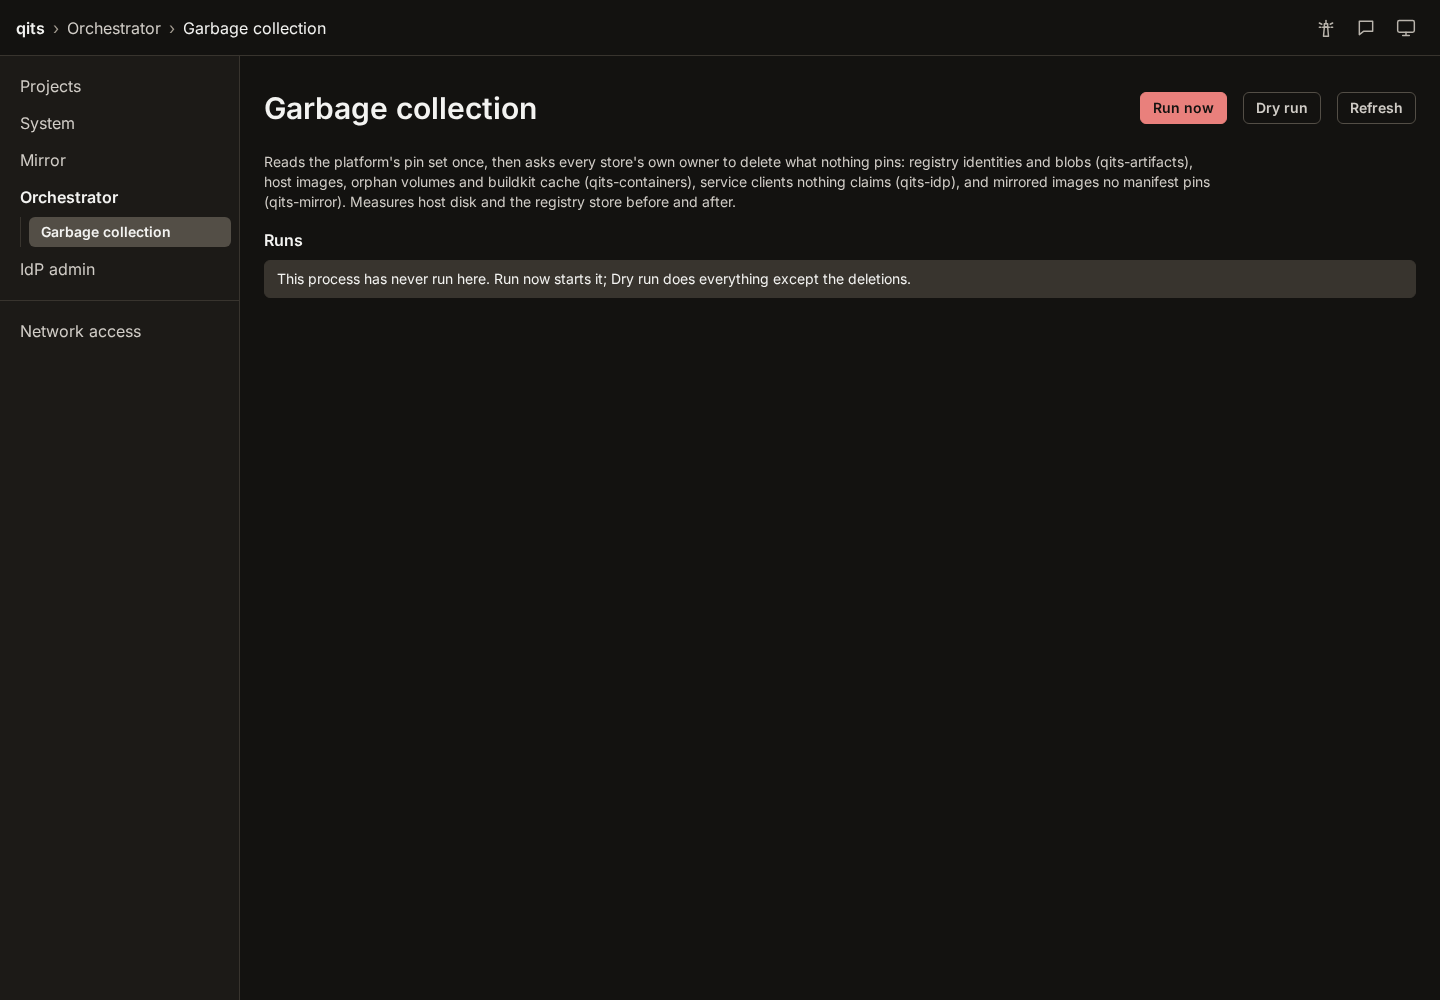 qits › Orchestrator › Garbage collection
Projects
System
Mirror
Orchestrator
Garbage collection
IdP admin
Network access
Garbage collection
Run now
Dry run
Refresh
Reads the platform's pin set once, then asks every store's own owner to delete what nothing pins: registry identities and blobs (qits-artifacts),
host images, orphan volumes and buildkit cache (qits-containers), service clients nothing claims (qits-idp), and mirrored images no manifest pins
(qits-mirror). Measures host disk and the registry store before and after.
Runs
This process has never run here. Run now starts it; Dry run does everything except the deletions.